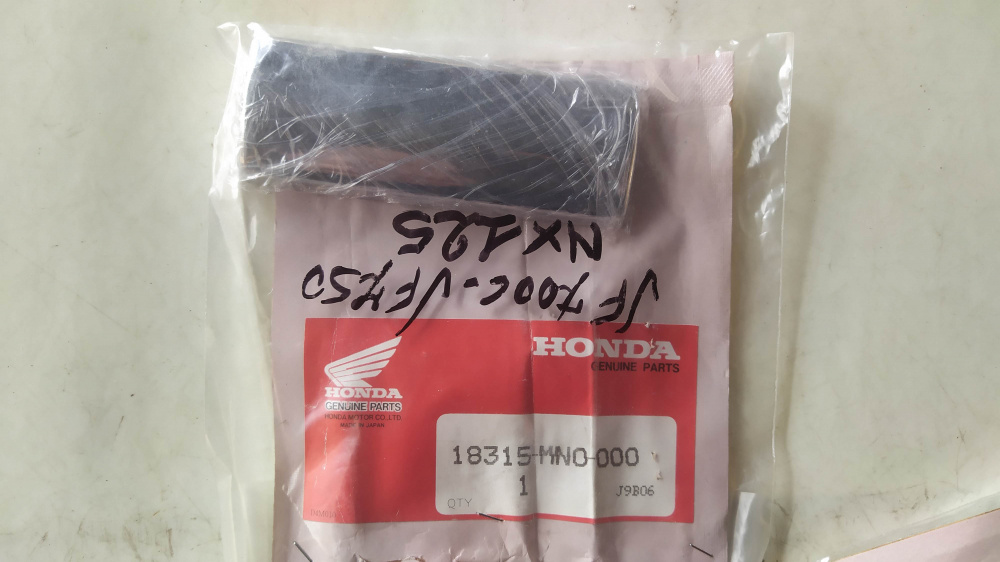 NX125
VF700C-VF750
HONDA
GENUINE PARTS
HONDA
GENUINE PARTS
HONDA MOTOR CO.,LTD.
MADE IN JAPAN
18315-MN0-000
1
QTY
J9B06